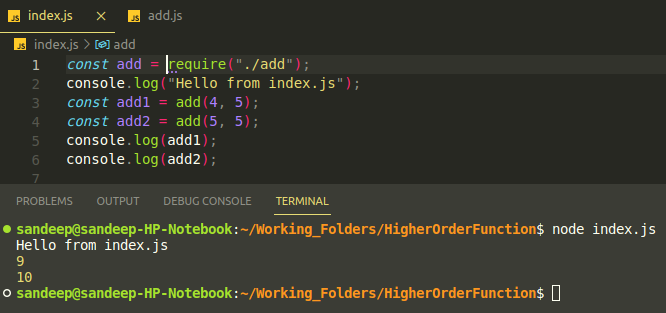 JS index.js × JS add.js
JS index.js > add
1 const add = require("./add");
2 console.log("Hello from index.js");
3 const add1 = add(4, 5);
4 const add2 = add(5, 5);
5 console.log(add1);
6 console.log(add2);
7
PROBLEMS OUTPUT DEBUG CONSOLE TERMINAL
sandeep@sandeep-HP-Notebook:~/Working_Folders/HigherOrderFunction$ node index.js
Hello from index.js
9
10
sandeep@sandeep-HP-Notebook:~/Working_Folders/HigherOrderFunction$